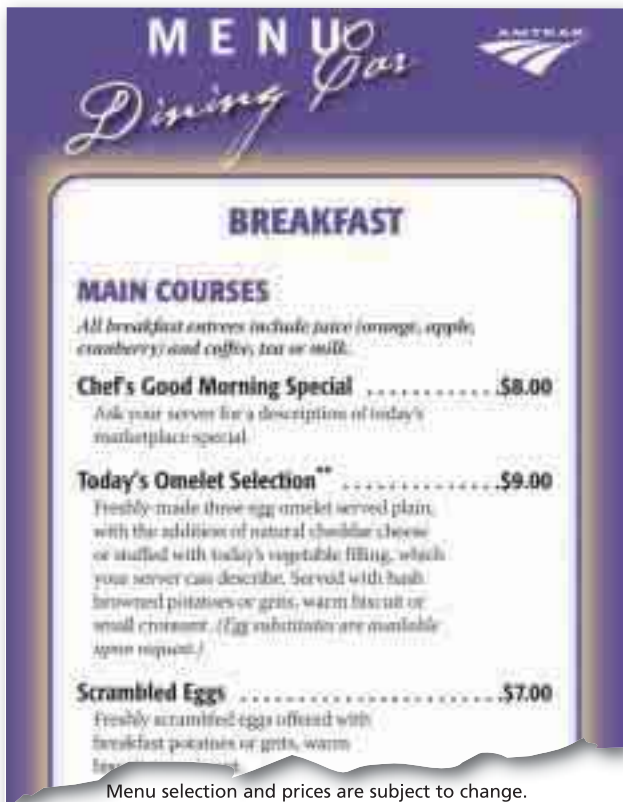 MENU
Dining Car
AMTRAK
BREAKFAST
MAIN COURSES
All breakfast entrees include juice (orange, apple,
cranberry) and coffee, tea or milk.
Chef's Good Morning Special ............$8.00
Ask your server for a description of today's
marketplace special
Today's Omelet Selection** ..............$9.00
Freshly made three egg omelet served plain,
with the addition of natural cheddar cheese
or stuffed with today's vegetable filling, which
your server can describe. Served with hash
browned potatoes or grits, warm biscuit or
small croissant. (Egg substitutes are available
upon request.)
Scrambled Eggs .......................$7.00
Freshly scrambled eggs offered with
breakfast potatoes or grits, warm
Menu selection and prices are subject to change.